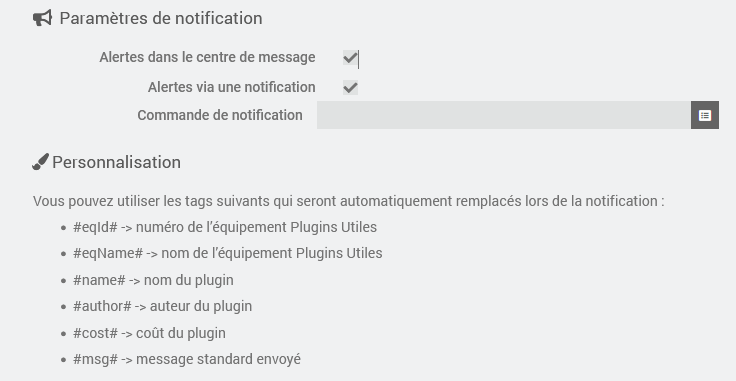 Paramètres de notification
Alertes dans le centre de message
Alertes via une notification
Commande de notification
Personnalisation
Vous pouvez utiliser les tags suivants qui seront automatiquement remplacés lors de la notification :
• #eqId# -> numéro de l'équipement Plugins Utiles
• #eqName# -> nom de l'équipement Plugins Utiles
• #name# -> nom du plugin
• #author# -> auteur du plugin
• #cost# -> coût du plugin
• #msg# -> message standard envoyé